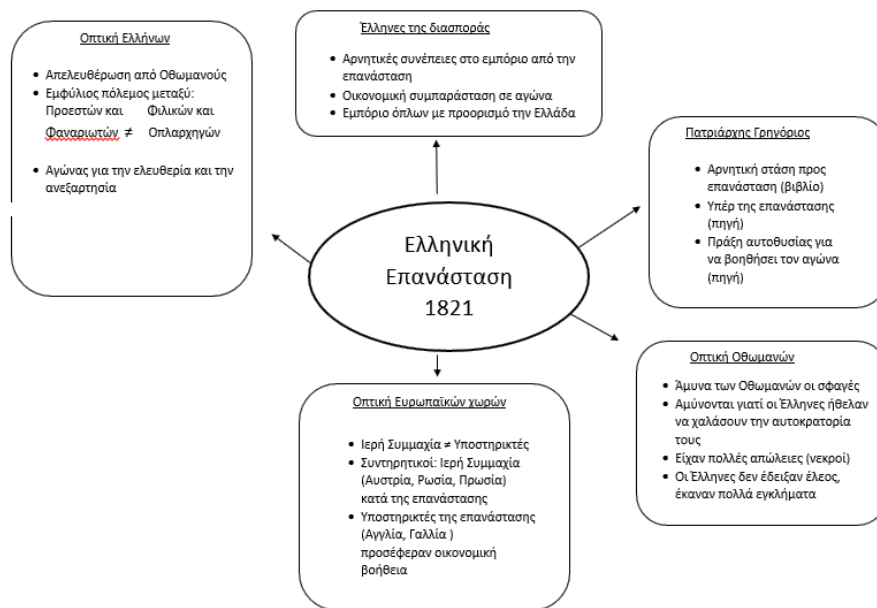 Οπτική Ελλήνων
• Απελευθέρωση από Οθωμανούς
• Εμφύλιος πόλεμος μεταξύ:
Προεστών και Φιλικών και
Φαναριωτών ≠ Οπλαρχηγών
• Αγώνας για την ελευθερία και την
ανεξαρτησία
Έλληνες της διασποράς
• Αρνητικές συνέπειες στο εμπόριο από την
επανάσταση
• Οικονομική συμπαράσταση σε αγώνα
• Εμπόριο όπλων με προορισμό την Ελλάδα
Πατριάρχης Γρηγόριος
• Αρνητική στάση προς
επανάσταση (βιβλίο)
• Υπέρ της επανάστασης
(πηγή)
• Πράξη αυτοθυσίας για
να βοηθήσει τον αγώνα
(πηγή)
Ελληνική
Επανάσταση
1821
Οπτική Οθωμανών
• Άμυνα των Οθωμανών οι σφαγές
• Αμύνονται γιατί οι Έλληνες ήθελαν
να χαλάσουν την αυτοκρατορία
τους
• Είχαν πολλές απώλειες (νεκροί)
• Οι Έλληνες δεν έδειξαν έλεος,
έκαναν πολλά εγκλήματα
Οπτική Ευρωπαϊκών χωρών
• Ιερή Συμμαχία ≠ Υποστηρικτές
• Συντηρητικοί: Ιερή Συμμαχία
(Αυστρία, Ρωσία, Πρωσία)
κατά της επανάστασης
• Υποστηρικτές της επανάστασης
(Αγγλία, Γαλλία )
προσέφεραν οικονομική
βοήθεια